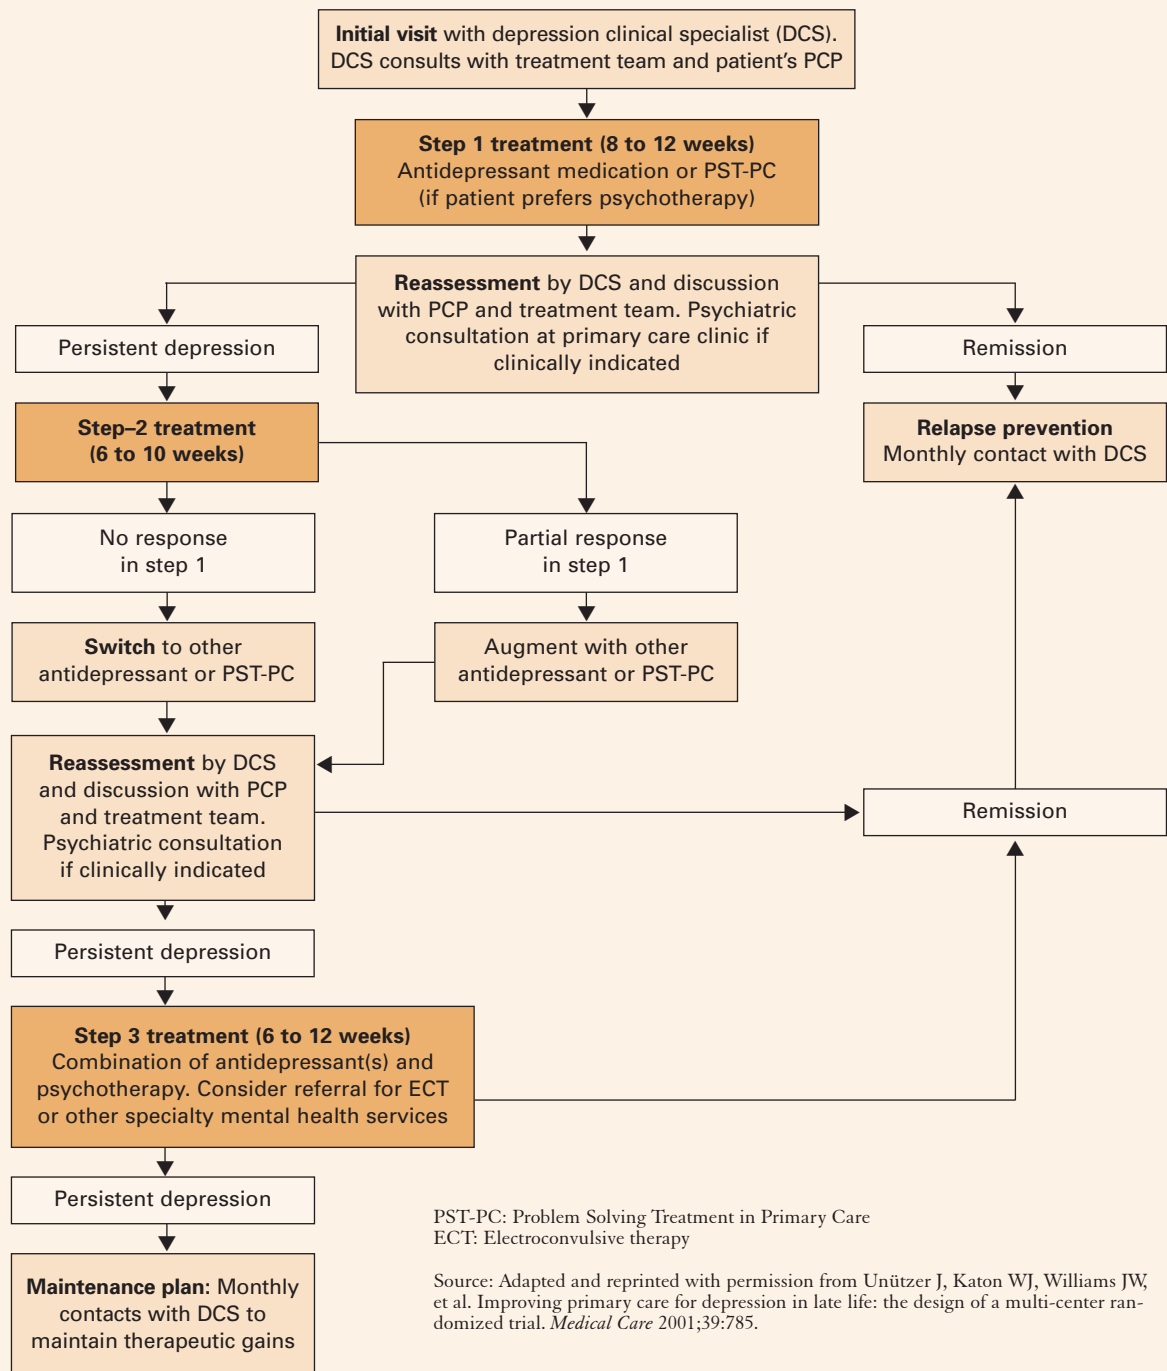 Initial visit with depression clinical specialist (DCS).
DCS consults with treatment team and patient's PCP
Step 1 treatment (8 to 12 weeks)
Antidepressant medication or PST-PC
(if patient prefers psychotherapy)
Reassessment by DCS and discussion
with PCP and treatment team. Psychiatric
consultation at primary care clinic if
clinically indicated
Persistent depression
Remission
Step–2 treatment
(6 to 10 weeks)
Relapse prevention
Monthly contact with DCS
No response
in step 1
Partial response
in step 1
Switch to other
antidepressant or PST-PC
Augment with other
antidepressant or PST-PC
Reassessment by DCS
and discussion with PCP
and treatment team.
Psychiatric consultation
if clinically indicated
Remission
Persistent depression
Step 3 treatment (6 to 12 weeks)
Combination of antidepressant(s) and
psychotherapy. Consider referral for ECT
or other specialty mental health services
Persistent depression
Maintenance plan: Monthly
contacts with DCS to
maintain therapeutic gains
PST-PC: Problem Solving Treatment in Primary Care
ECT: Electroconvulsive therapy
Source: Adapted and reprinted with permission from Unützer J, Katon WJ, Williams JW,
et al. Improving primary care for depression in late life: the design of a multi-center ran-
domized trial. Medical Care 2001;39:785.